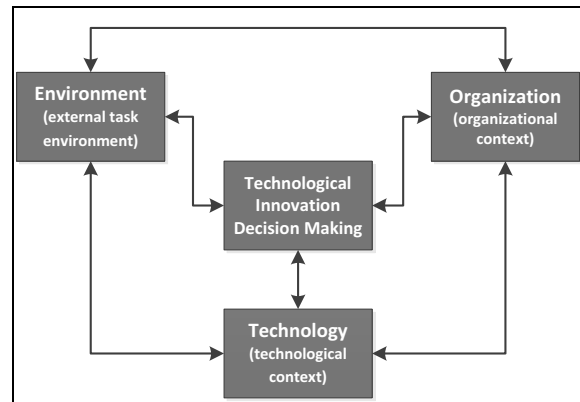 Environment
(external task
environment)
Organization
(organizational
context)
Technological
Innovation
Decision Making
Technology
(technological
context)